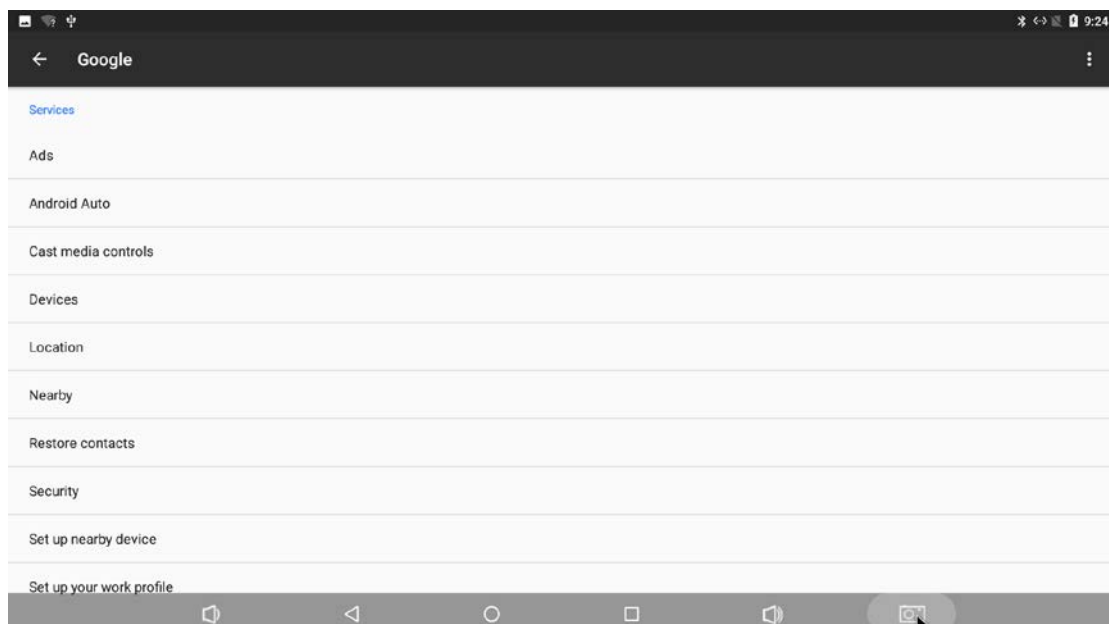 9:24
Google
Services
Ads
Android Auto
Cast media controls
Devices
Location
Nearby
Restore contacts
Security
Set up nearby device
Set up your work profile